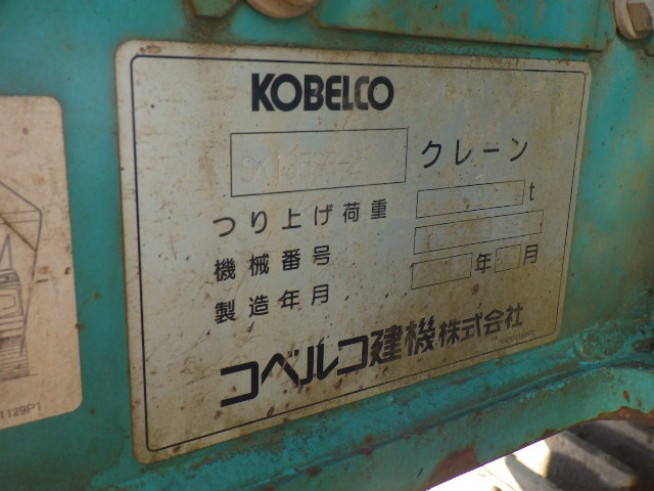 KOBELCO
クレーン
つり上げ荷重 t
機械番号
製造年月 年 月
コベルコ建機株式会社
1129P1